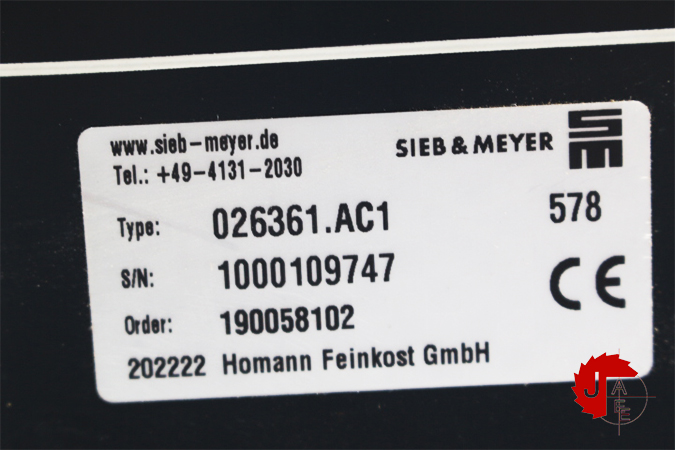 www.sieb-meyer.de
SIEB & MEYER SM
Tel.: +49-4131-2030
Type: 026361.AC1 578
S/N: 1000109747
CE
Order: 190058102
202222 Homann Feinkost GmbH
J